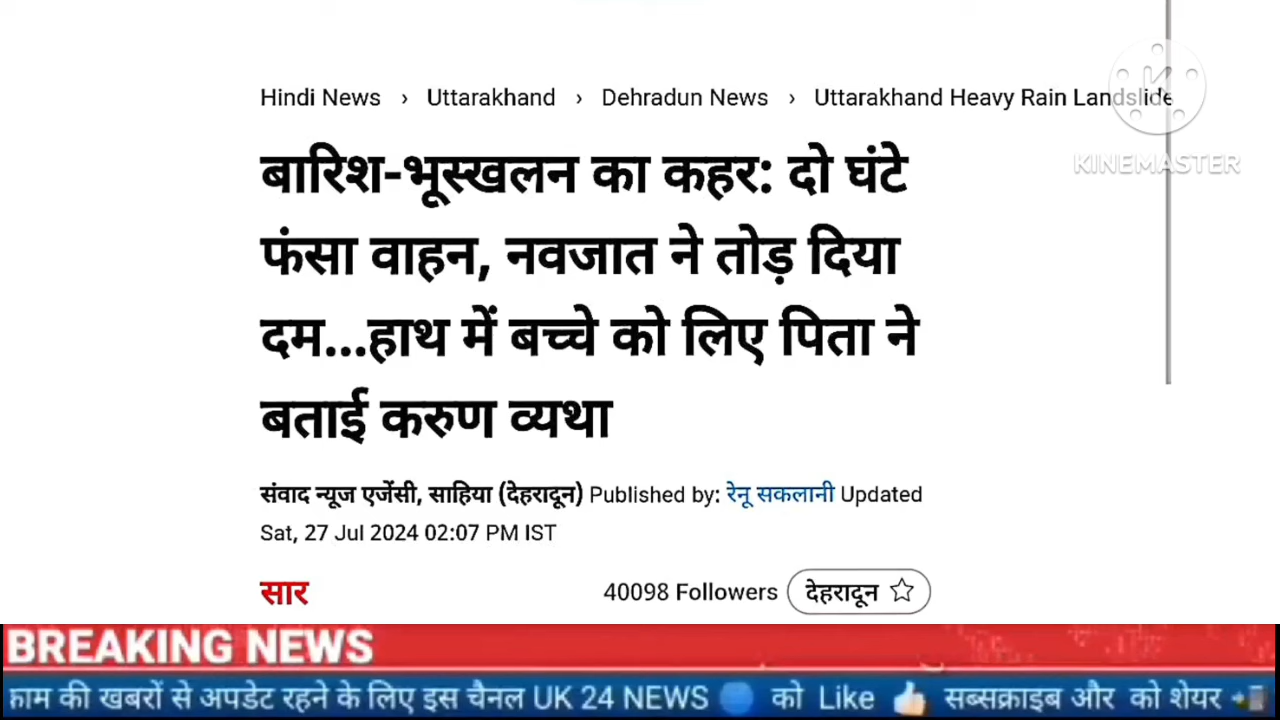 Hindi News › Uttarakhand › Dehradun News › Uttarakhand Heavy Rain Landslide
KINEMASTER
बारिश-भूस्खलन का कहर: दो घंटे
फंसा वाहन, नवजात ने तोड़ दिया
दम...हाथ में बच्चे को लिए पिता ने
बताई करुण व्यथा
संवाद न्यूज एजेंसी, साहिया (देहरादून) Published by: रेनू सकलानी Updated
Sat, 27 Jul 2024 02:07 PM IST
सार 40098 Followers देहरादून
BREAKING NEWS
की खबरों से अपडेट रहने के लिए इस चैनल UK 24 NEWS को Like सब्सक्राइब और को शेयर